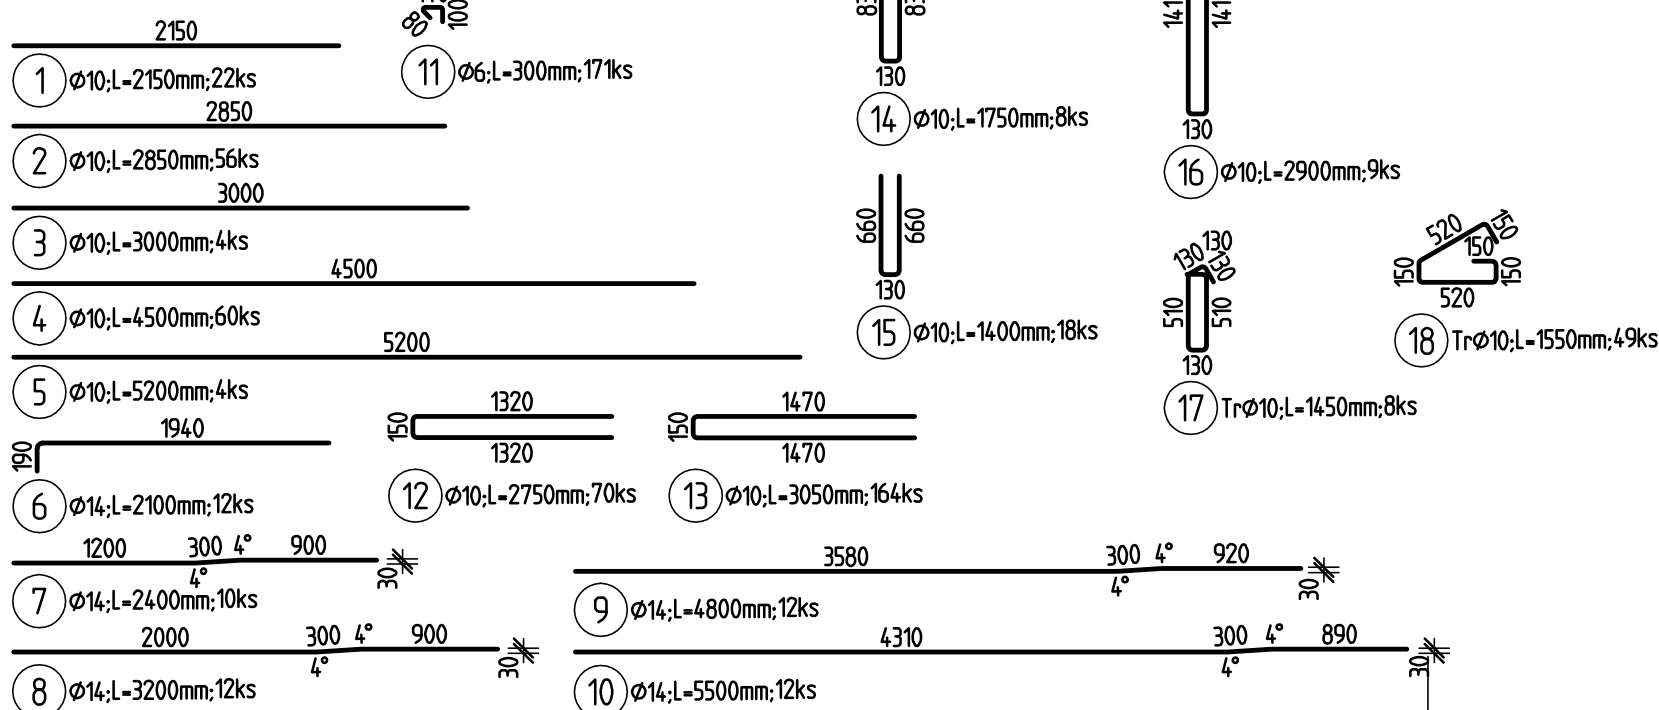 2150
1 Ø10;L=2150mm;22ks
2850
2 Ø10;L=2850mm;56ks
3000
3 Ø10;L=3000mm;4ks
4500
4 Ø10;L=4500mm;60ks
5200
5 Ø10;L=5200mm;4ks
1940
190
6 Ø14;L=2100mm;12ks
1200 300 4° 900
4° 30
7 Ø14;L=2400mm;10ks
2000 300 4° 900
4° 30
8 Ø14;L=3200mm;12ks
80 100
11 Ø6;L=300mm;171ks
1320
150
1320
12 Ø10;L=2750mm;70ks
1470
150
1470
13 Ø10;L=3050mm;164ks
3580 300 4° 920
4° 30
9 Ø14;L=4800mm;12ks
4310 300 4° 890
4° 30
10 Ø14;L=5500mm;12ks
130
14 Ø10;L=1750mm;8ks
660 660
130
15 Ø10;L=1400mm;18ks
130
16 Ø10;L=2900mm;9ks
130 130 130
510 510
130
17 TrØ10;L=1450mm;8ks
520 150
150
150 150
520
18 TrØ10;L=1550mm;49ks